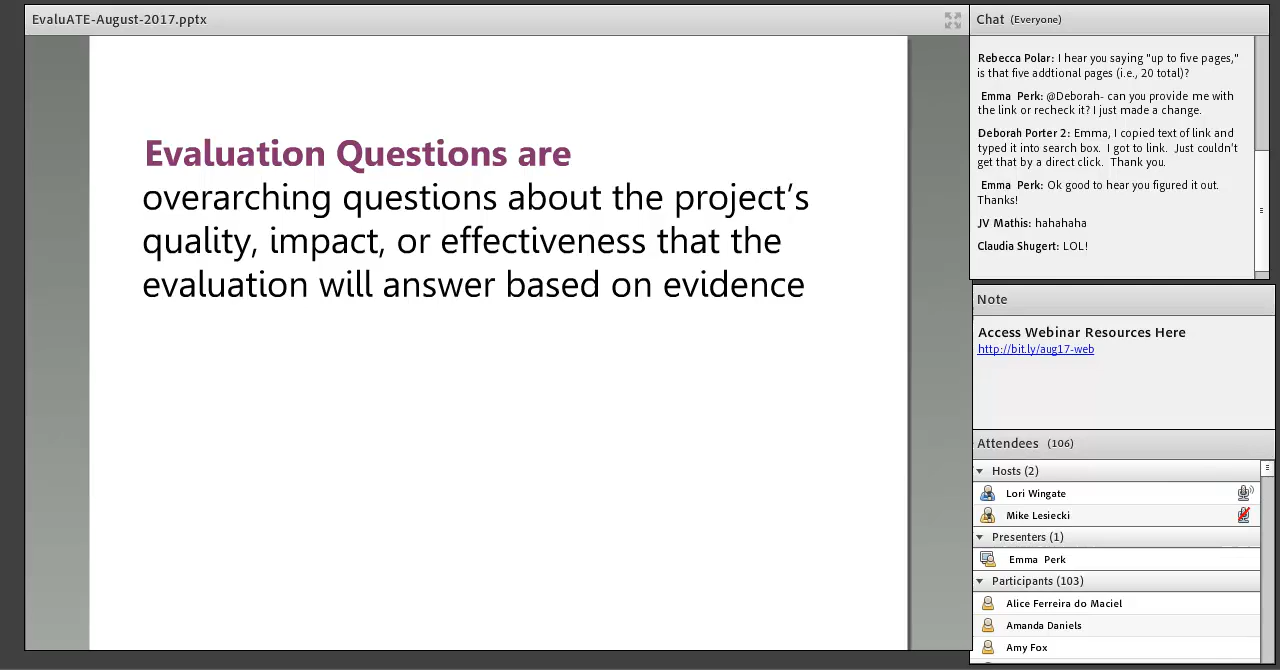 EvaluATE-August-2017.pptx
Evaluation Questions are
overarching questions about the project’s
quality, impact, or effectiveness that the
evaluation will answer based on evidence
Chat (Everyone)
Rebecca Polar: I hear you saying "up to five pages,"
is that five addtional pages (i.e., 20 total)?
Emma Perk: @Deborah- can you provide me with
the link or recheck it? I just made a change.
Deborah Porter 2: Emma, I copied text of link and
typed it into search box. I got to link. Just couldn't
get that by a direct click. Thank you.
Emma Perk: Ok good to hear you figured it out.
Thanks!
JV Mathis: hahahaha
Claudia Shugert: LOL!
Note
Access Webinar Resources Here
http://bit.ly/aug17-web
Attendees (106)
Hosts (2)
Lori Wingate
Mike Lesiecki
Presenters (1)
Emma Perk
Participants (103)
Alice Ferreira do Maciel
Amanda Daniels
Amy Fox